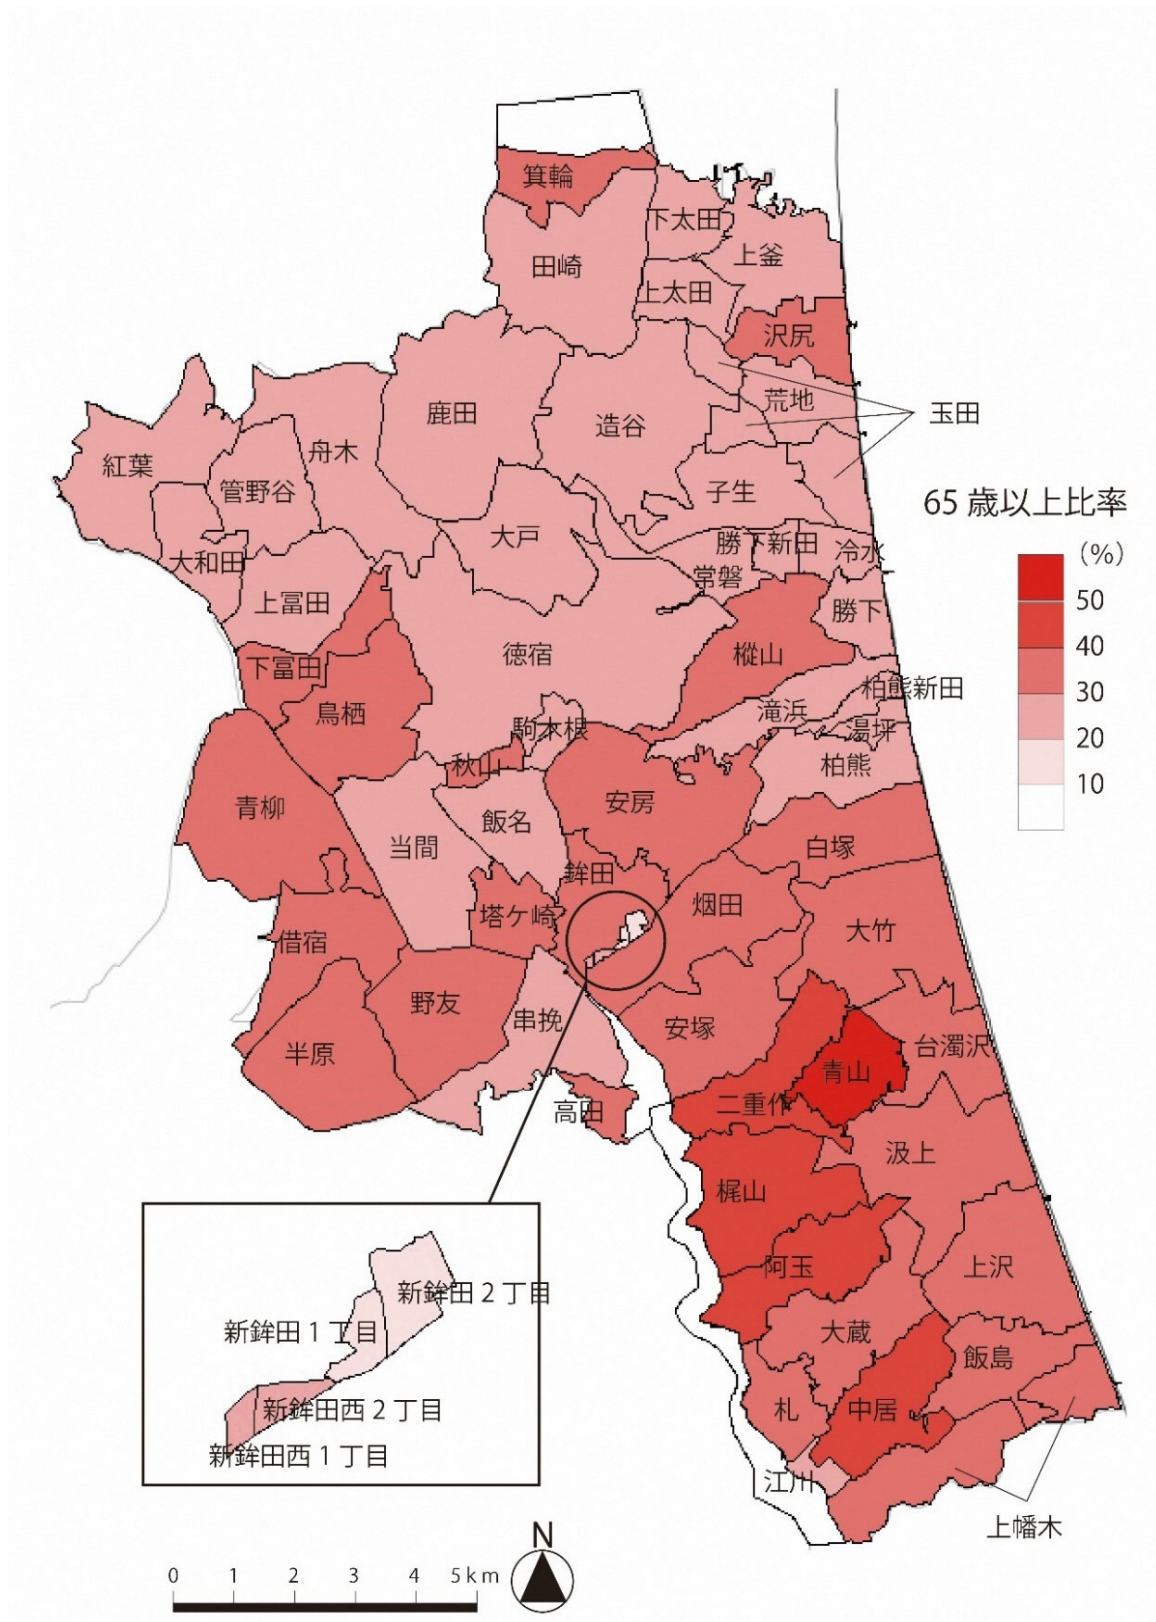 箕輪
下太田
上釜
田崎
上太田
沢尻
荒地
鹿田
玉田
造谷
舟木
紅葉
管野谷
子生
65歳以上比率
大戸
勝下新田
冷水
(%)
大和田
常磐
50
上冨田
勝下
40
徳宿
樅山
下冨田
30
柏熊新田
鳥栖
滝浜
駒木根
湯坪
20
秋山
柏熊
10
青柳
安房
飯名
当間
白塚
鉾田
烟田
塔ケ崎
大竹
借宿
野友
串挽
安塚
半原
台濁沢
青山
二重作
高田
汲上
梶山
阿玉
上沢
新鉾田2丁目
新鉾田1丁目
大蔵
飯島
新鉾田西2丁目
札
中居
新鉾田西1丁目
江川
上幡木
N
0 1 2 3 4 5km